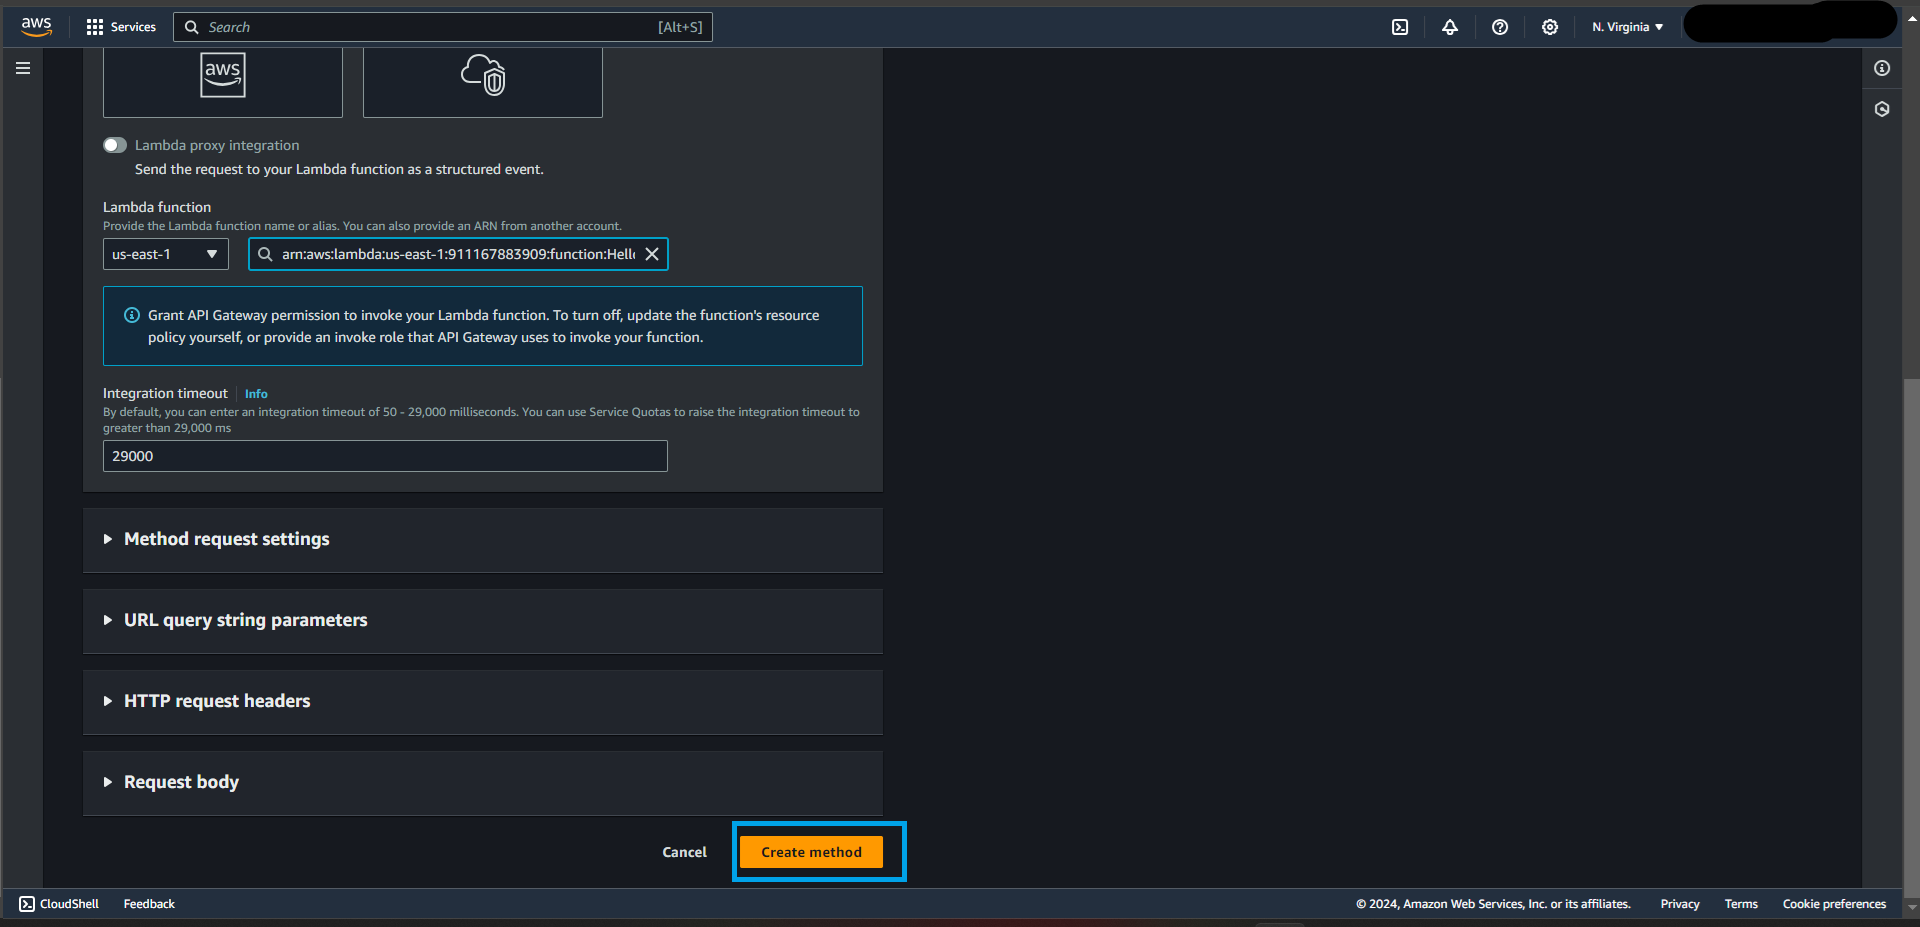 aws
Services
Search
[Alt+S]
N. Virginia
aws
Lambda proxy integration
Send the request to your Lambda function as a structured event.
Lambda function
Provide the Lambda function name or alias. You can also provide an ARN from another account.
us-east-1
arn:aws:lambda:us-east-1:911167883909:function:Hell
Grant API Gateway permission to invoke your Lambda function. To turn off, update the function's resource
policy yourself, or provide an invoke role that API Gateway uses to invoke your function.
Integration timeout
Info
By default, you can enter an integration timeout of 50 - 29,000 milliseconds. You can use Service Quotas to raise the integration timeout to
greater than 29,000 ms
29000
Method request settings
URL query string parameters
HTTP request headers
Request body
Cancel
Create method
CloudShell
Feedback
© 2024, Amazon Web Services, Inc. or its affiliates.
Privacy
Terms
Cookie preferences